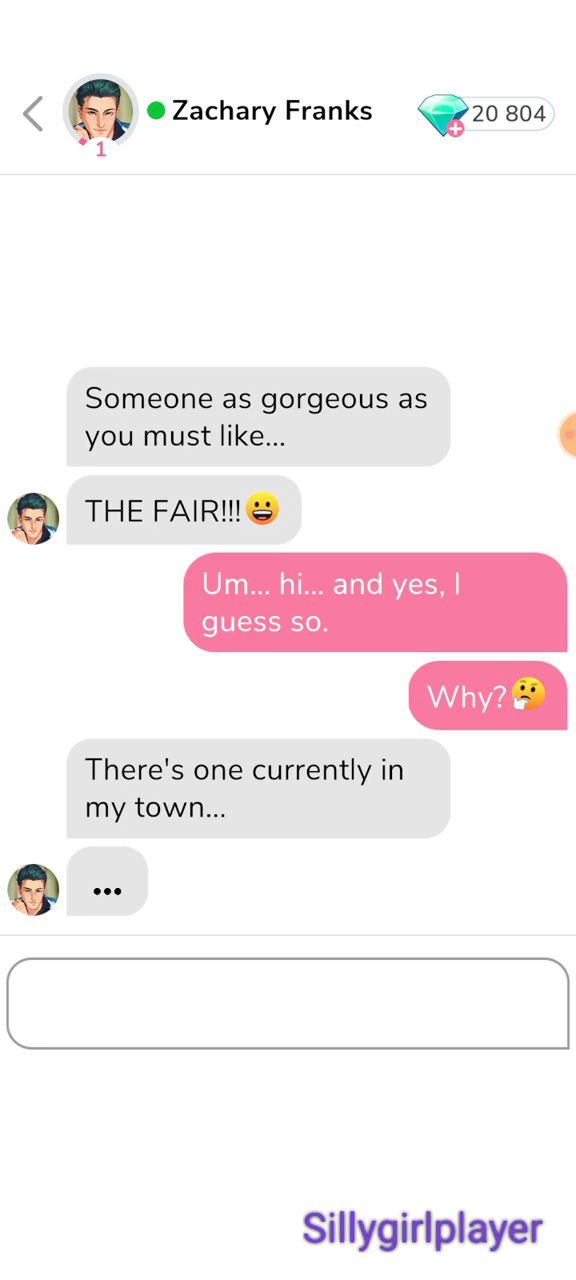 Zachary Franks
20 804
1
Someone as gorgeous as
you must like...
THE FAIR!!!😀
Um... hi... and yes, I
guess so.
Why?🤔
There's one currently in
my town...
...
Sillygirlplayer